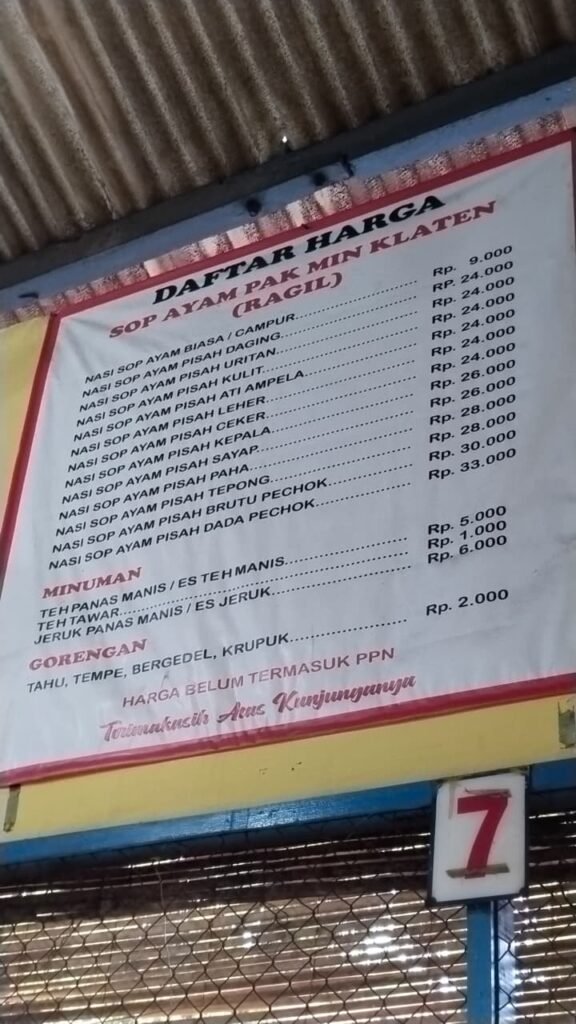 DAFTAR HARGA
SOP AYAM PAK MIN KLATEN
(RAGIL)
NASI SOP AYAM BIASA / CAMPUR.............................. Rp. 9.000
NASI SOP AYAM PISAH DAGING RP. 24.000
NASI SOP AYAM PISAH URITAN.............................. Rp. 24.000
NASI SOP AYAM PISAH KULIT Rp. 24.000
NASI SOP AYAM PISAH ATI AMPELA.............................. Rp. 24.000
NASI SOP AYAM PISAH LEHER Rp. 24.000
NASI SOP AYAM PISAH CEKER.............................. Rp. 24.000
NASI SOP AYAM PISAH KEPALA Rp. 26.000
NASI SOP AYAM PISAH SAYAP.............................. Rp. 26.000
NASI SOP AYAM PISAH PAHA Rp. 28.000
NASI SOP AYAM PISAH TEPONG.............................. Rp. 28.000
NASI SOP AYAM PISAH BRUTU PECHOK.................... Rp. 30.000
NASI SOP AYAM PISAH DADA PECHOK.................... Rp. 33.000
MINUMAN
TEH PANAS MANIS / ES TEH MANIS.............................. Rp. 5.000
TEH TAWAR.............................. Rp. 1.000
JERUK PANAS MANIS / ES JERUK.............................. Rp. 6.000
GORENGAN
TAHU, TEMPE, BERGEDEL, KRUPUK.............................. Rp. 2.000
HARGA BELUM TERMASUK PPN
Terimakasih Atas Kunjunganya
7